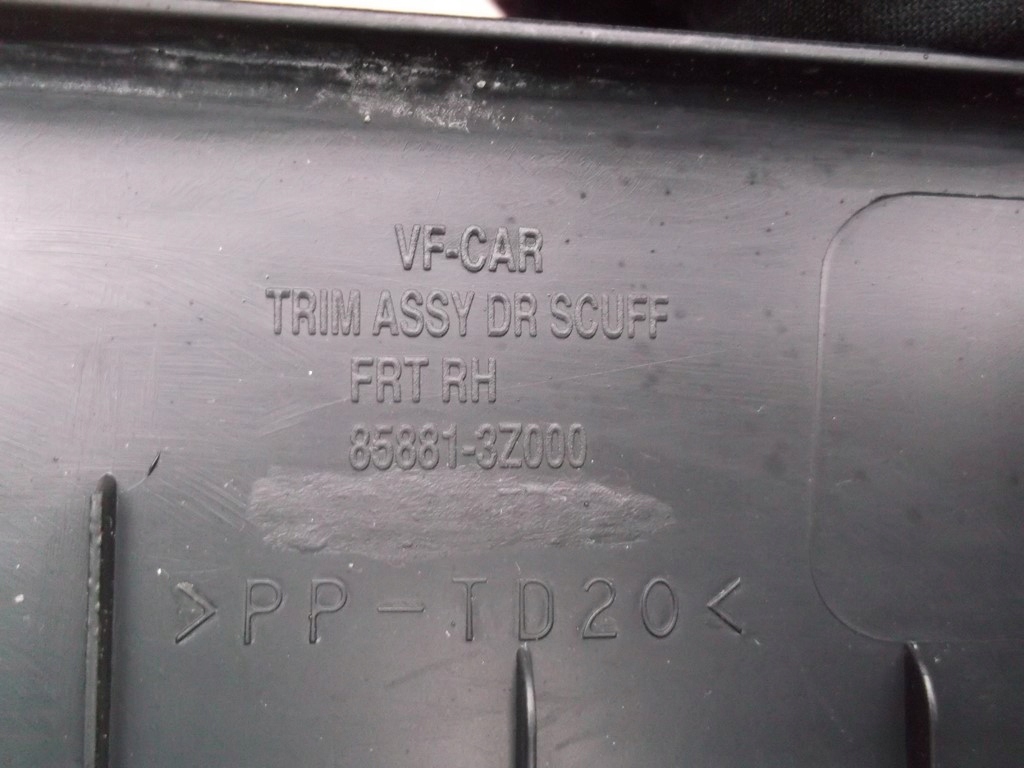 VF-CAR
TRIM ASSY DR SCUFF
FRT RH
85881-3Z000
>PP-TD20<